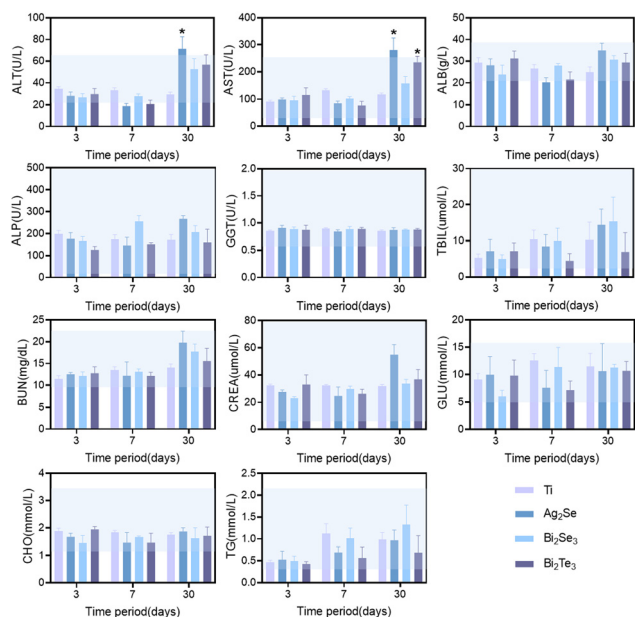 ALT(U/L)
100
80
60
40
20
0
*
3 7 30
Time period(days)
AST(U/L)
400
300
200
100
0
* *
3 7 30
Time period(days)
ALB(g/L)
50
40
30
20
10
0
3 7 30
Time period(days)
ALP(U/L)
500
400
300
200
100
0
3 7 30
Time period(days)
GGT(U/L)
2.0
1.5
1.0
0.5
0.0
3 7 30
Time period(days)
TBIL(umol/L)
30
20
10
0
3 7 30
Time period(days)
BUN(mg/dL)
25
20
15
10
5
0
3 7 30
Time period(days)
CREA(umol/L)
80
60
40
20
0
3 7 30
Time period(days)
GLU(mmol/L)
20
15
10
5
0
3 7 30
Time period(days)
CHO(mmol/L)
4
3
2
1
0
3 7 30
Time period(days)
TG(mmol/L)
2.5
2.0
1.5
1.0
0.5
0.0
3 7 30
Time period(days)
Ti
Ag₂Se
Bi₂Se₃
Bi₂Te₃